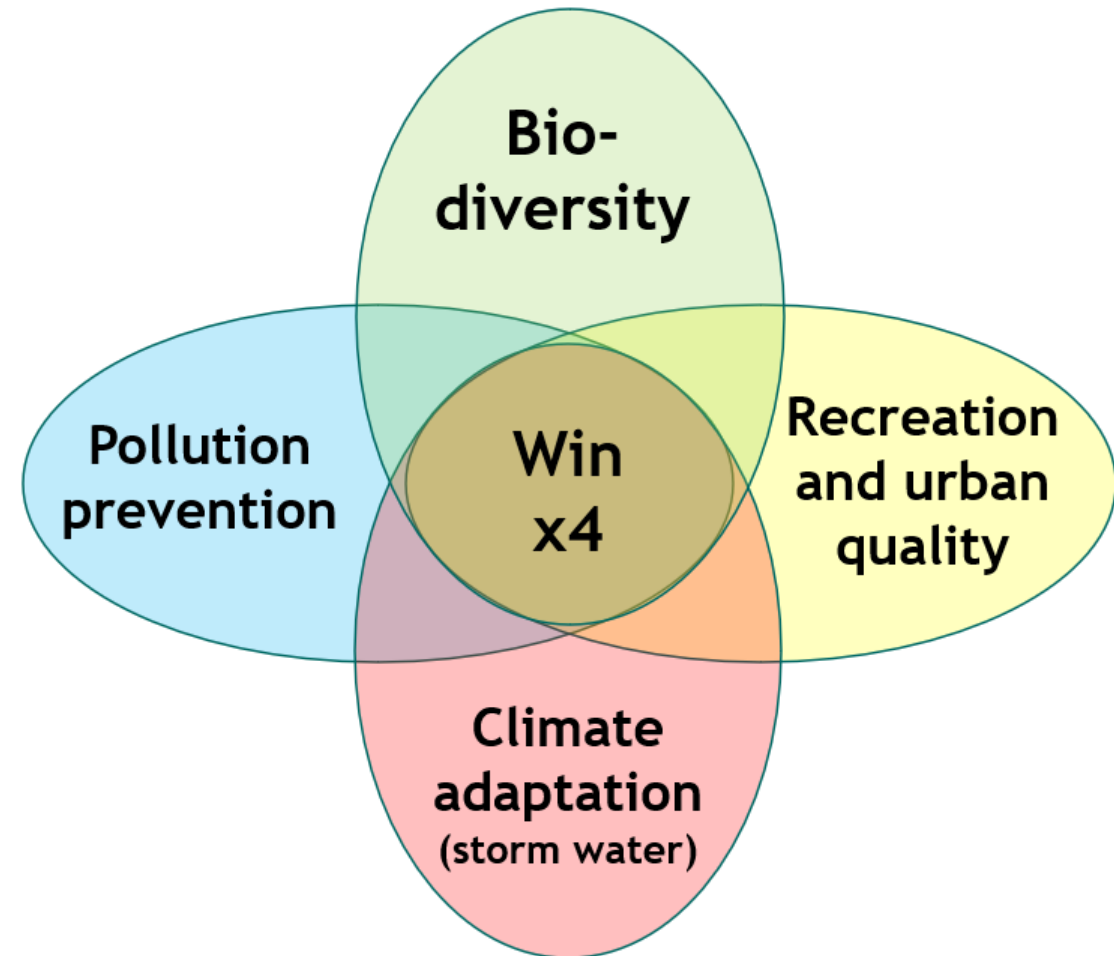 Bio-
diversity
Pollution
prevention
Win
x4
Recreation
and urban
quality
Climate
adaptation
(storm water)